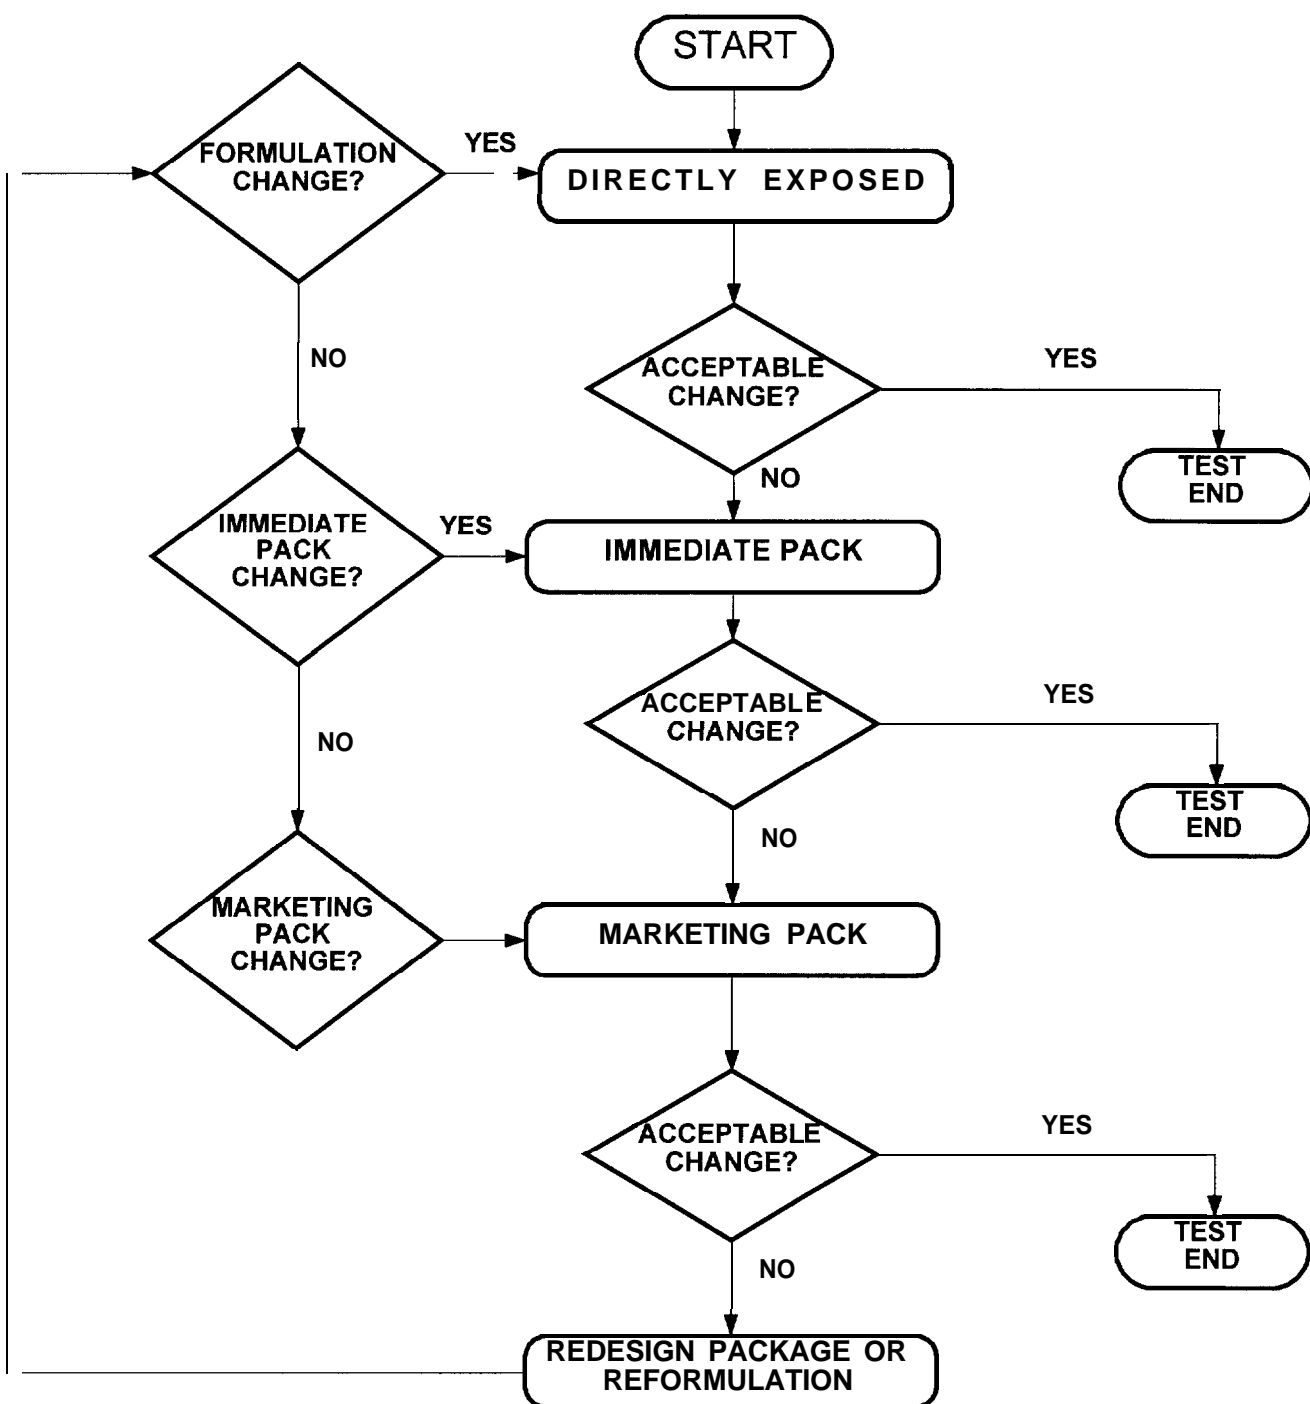 START
FORMULATION
CHANGE?
YES
DIRECTLY EXPOSED
NO
ACCEPTABLE
CHANGE?
YES
TEST
END
NO
IMMEDIATE
PACK
CHANGE?
YES
IMMEDIATE PACK
NO
ACCEPTABLE
CHANGE?
YES
TEST
END
NO
MARKETING
PACK
CHANGE?
MARKETING PACK
ACCEPTABLE
CHANGE?
YES
TEST
END
NO
REDESIGN PACKAGE OR
REFORMULATION